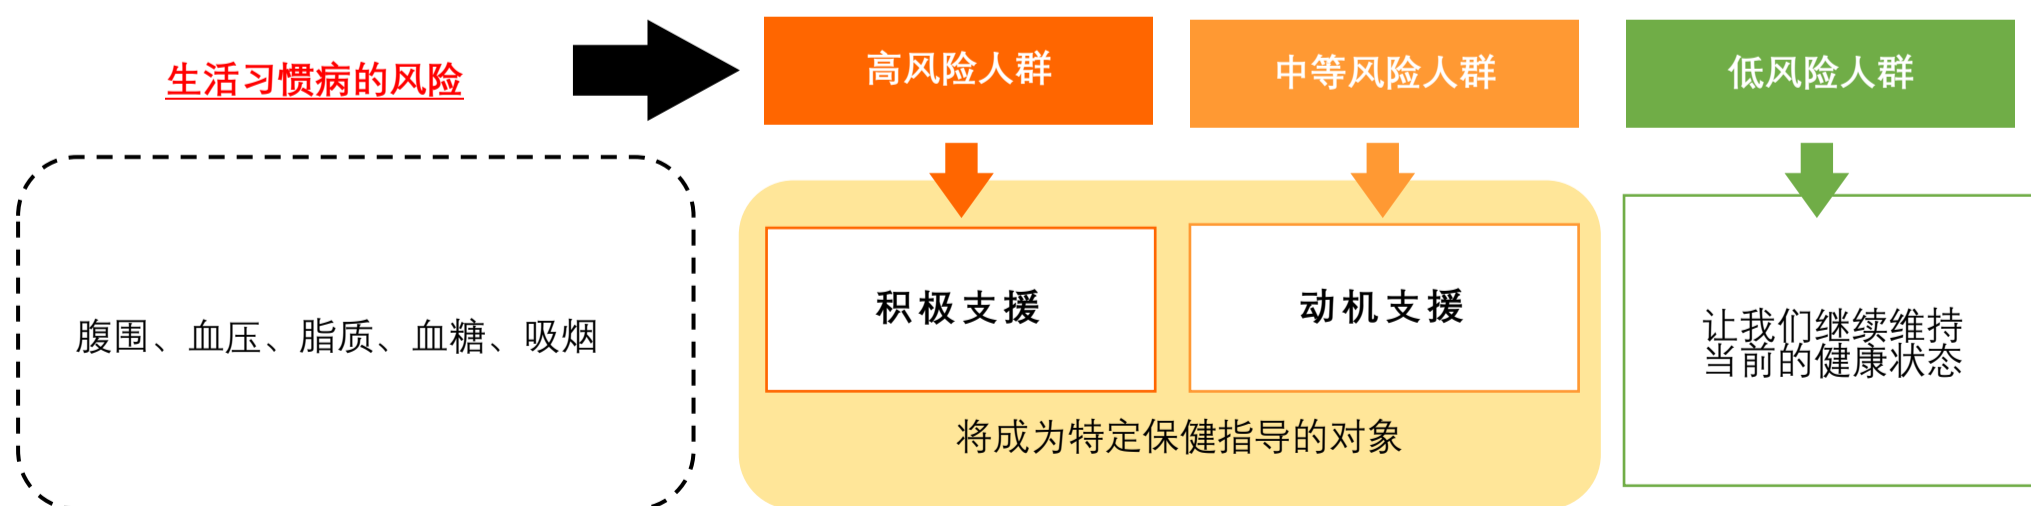 生活习惯病的风险
高风险人群
中等风险人群
低风险人群
腹围、血压、脂质、血糖、吸烟
积极支援
动机支援
将成为特定保健指导的对象
让我们继续维持
当前的健康状态